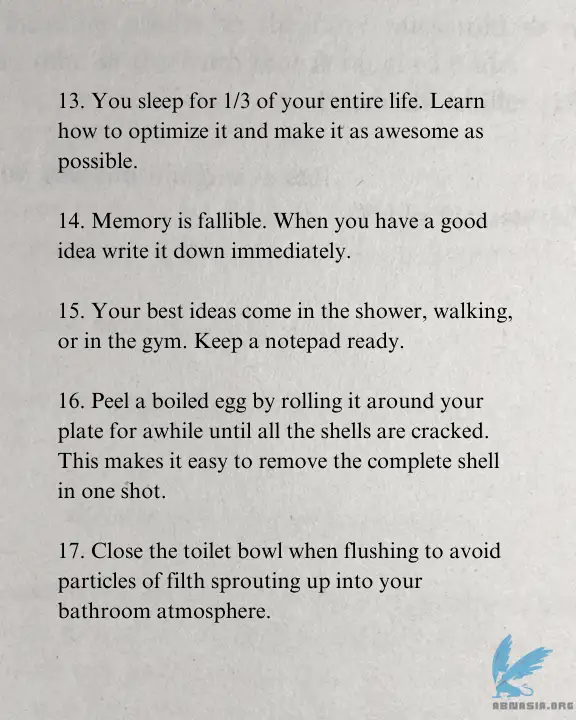 13. You sleep for 1/3 of your entire life. Learn
how to optimize it and make it as awesome as
possible.
14. Memory is fallible. When you have a good
idea write it down immediately.
15. Your best ideas come in the shower, walking,
or in the gym. Keep a notepad ready.
16. Peel a boiled egg by rolling it around your
plate for awhile until all the shells are cracked.
This makes it easy to remove the complete shell
in one shot.
17. Close the toilet bowl when flushing to avoid
particles of filth sprouting up into your
bathroom atmosphere.
ABNASIA.ORG